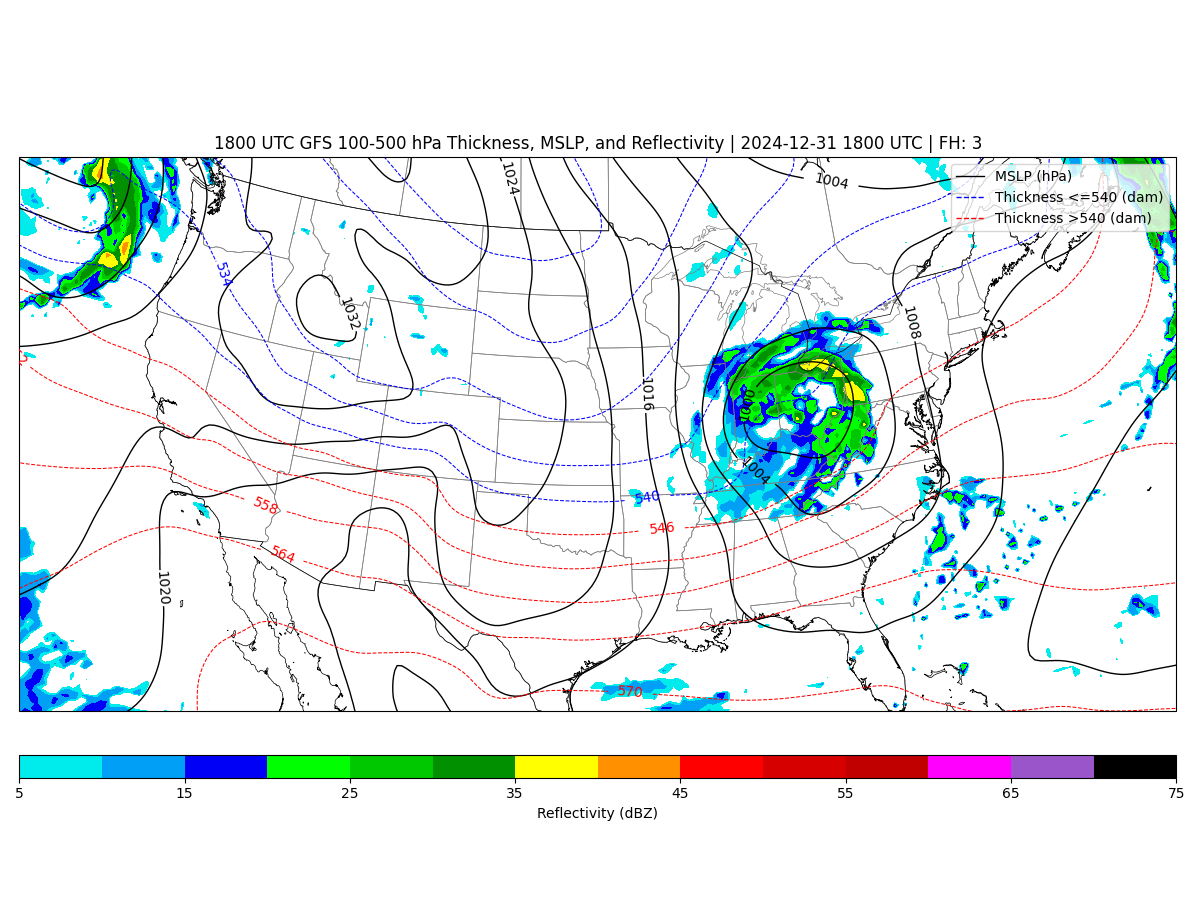 1800 UTC GFS 100-500 hPa Thickness, MSLP, and Reflectivity | 2024-12-31 1800 UTC | FH: 3
MSLP (hPa)
Thickness <=540 (dam)
Thickness >540 (dam)
1024
1004
534
1032
1008
1016
1004
540
558
546
564
1020
570
5 15 25 35 45 55 65 75
Reflectivity (dBZ)